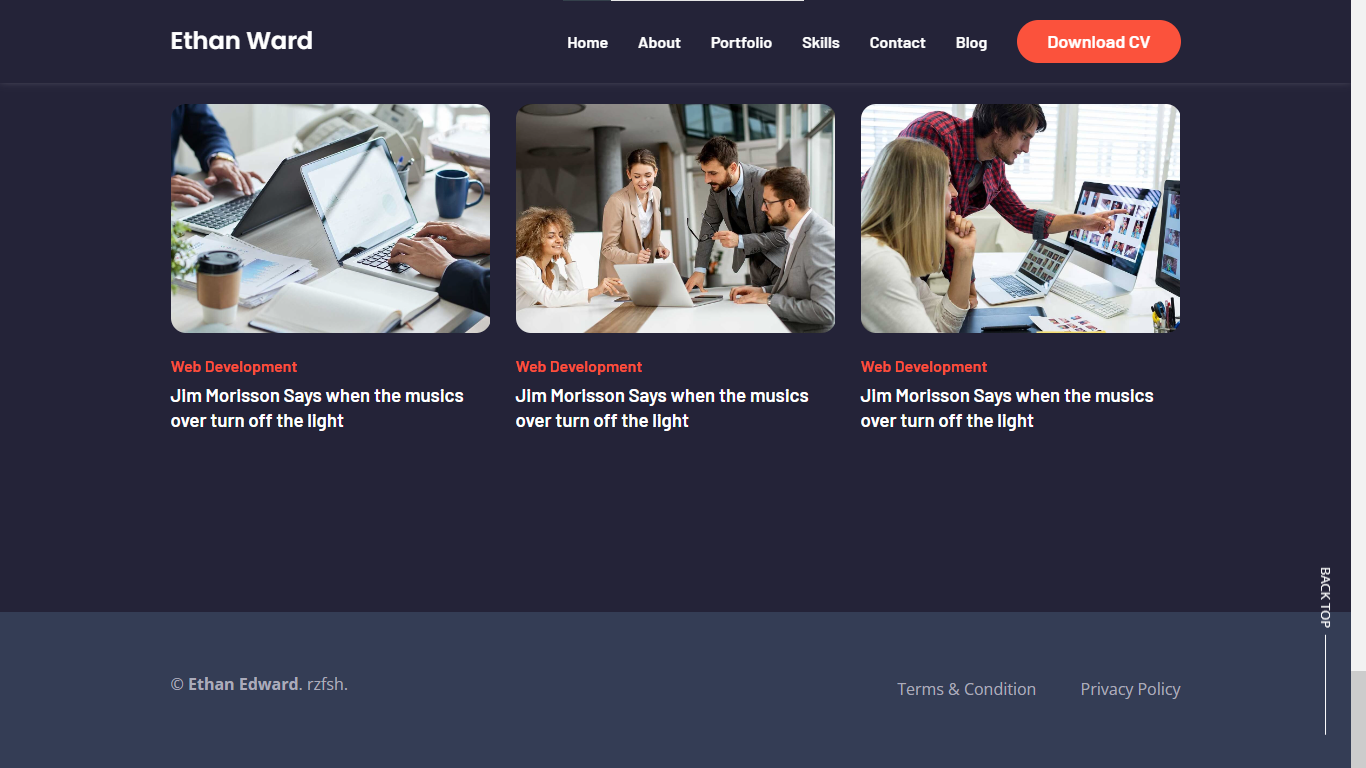 Ethan Ward
Home About Portfolio Skills Contact Blog Download CV
Web Development
Jim Morisson Says when the musics
over turn off the light
Web Development
Jim Morisson Says when the musics
over turn off the light
Web Development
Jim Morisson Says when the musics
over turn off the light
BACK TOP
© Ethan Edward. rzfsh.
Terms & Condition Privacy Policy